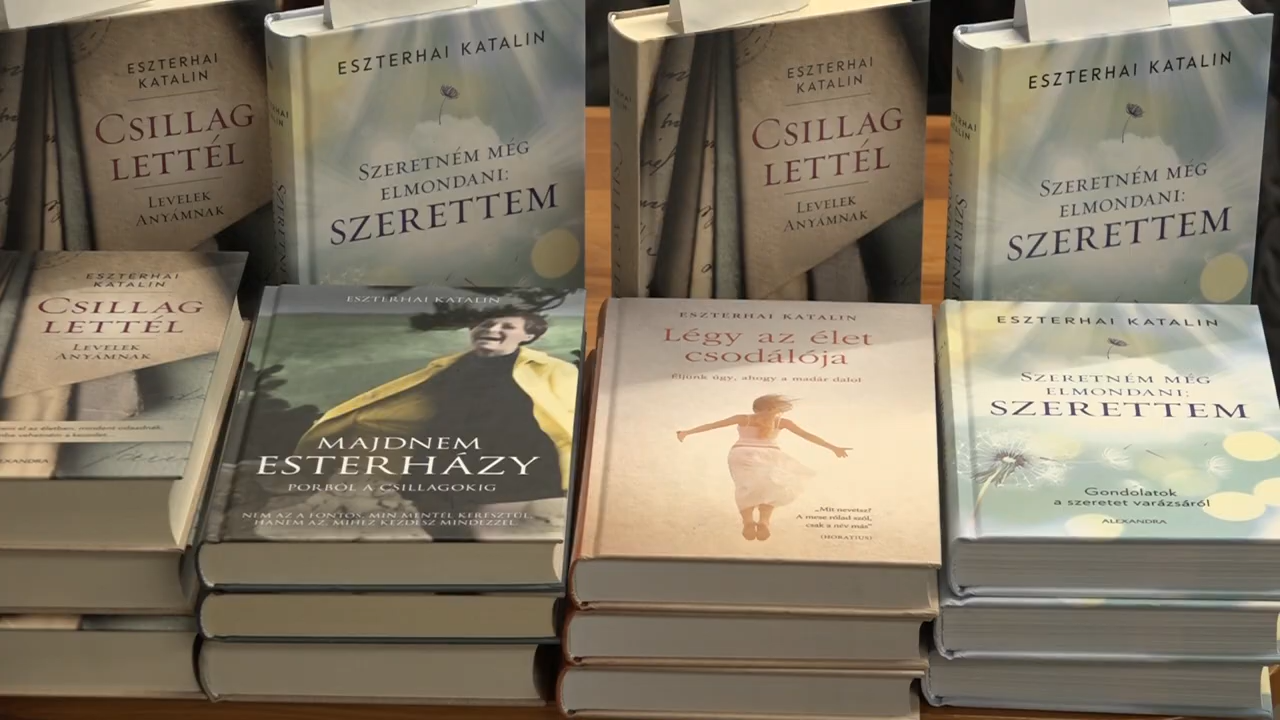 ESZTERHAI
KATALIN
CSILLAG
LETTÉL
LEVELEK
ANYÁMNAK
ESZTERHAI KATALIN
SZERETNÉM MÉG
ELMONDANI:
SZERETTEM
ESZTERHAI
KATALIN
CSILLAG
LETTÉL
LEVELEK
ANYÁMNAK
ESZTERHAI KATALIN
SZERETNÉM MÉG
ELMONDANI:
SZERETTEM
ESZTERHAI
KATALIN
ESZTERHAI
KATALIN
CSILLAG
LETTÉL
LEVELEK
ANYÁMNAK
ESZTERHAI KATALIN
MAJDNEM
ESTERHÁZY
PORBÓL A CSILLAGOKIG
NEM AZ A FONTOS, MIN MENTÉL KERESZTÜL,
HANEM AZ, MIHEZ KEZDESZ MINDEZZEL.
ESZTERHAI KATALIN
Légy az élet
csodálója
Éljünk úgy, ahogy a madár dalol
„Mit nevetsz?
A mese rólad szól,
csak a név más"
(HORATIUS)
ESZTERHAI KATALIN
SZERETNÉM MÉG
ELMONDANI:
SZERETTEM
Gondolatok
a szeretet varázsáról
ALEXANDRA